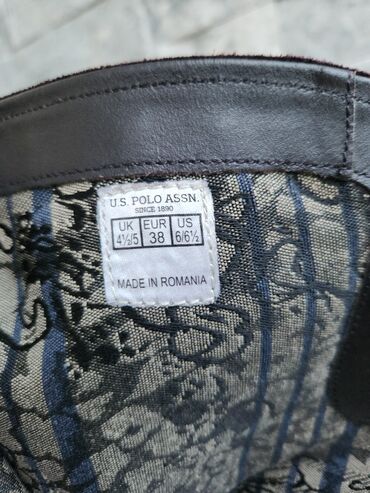 U.S. POLO ASSN.
SINCE 1890
UK EUR US
4½/5 38 6/6½
MADE IN ROMANIA